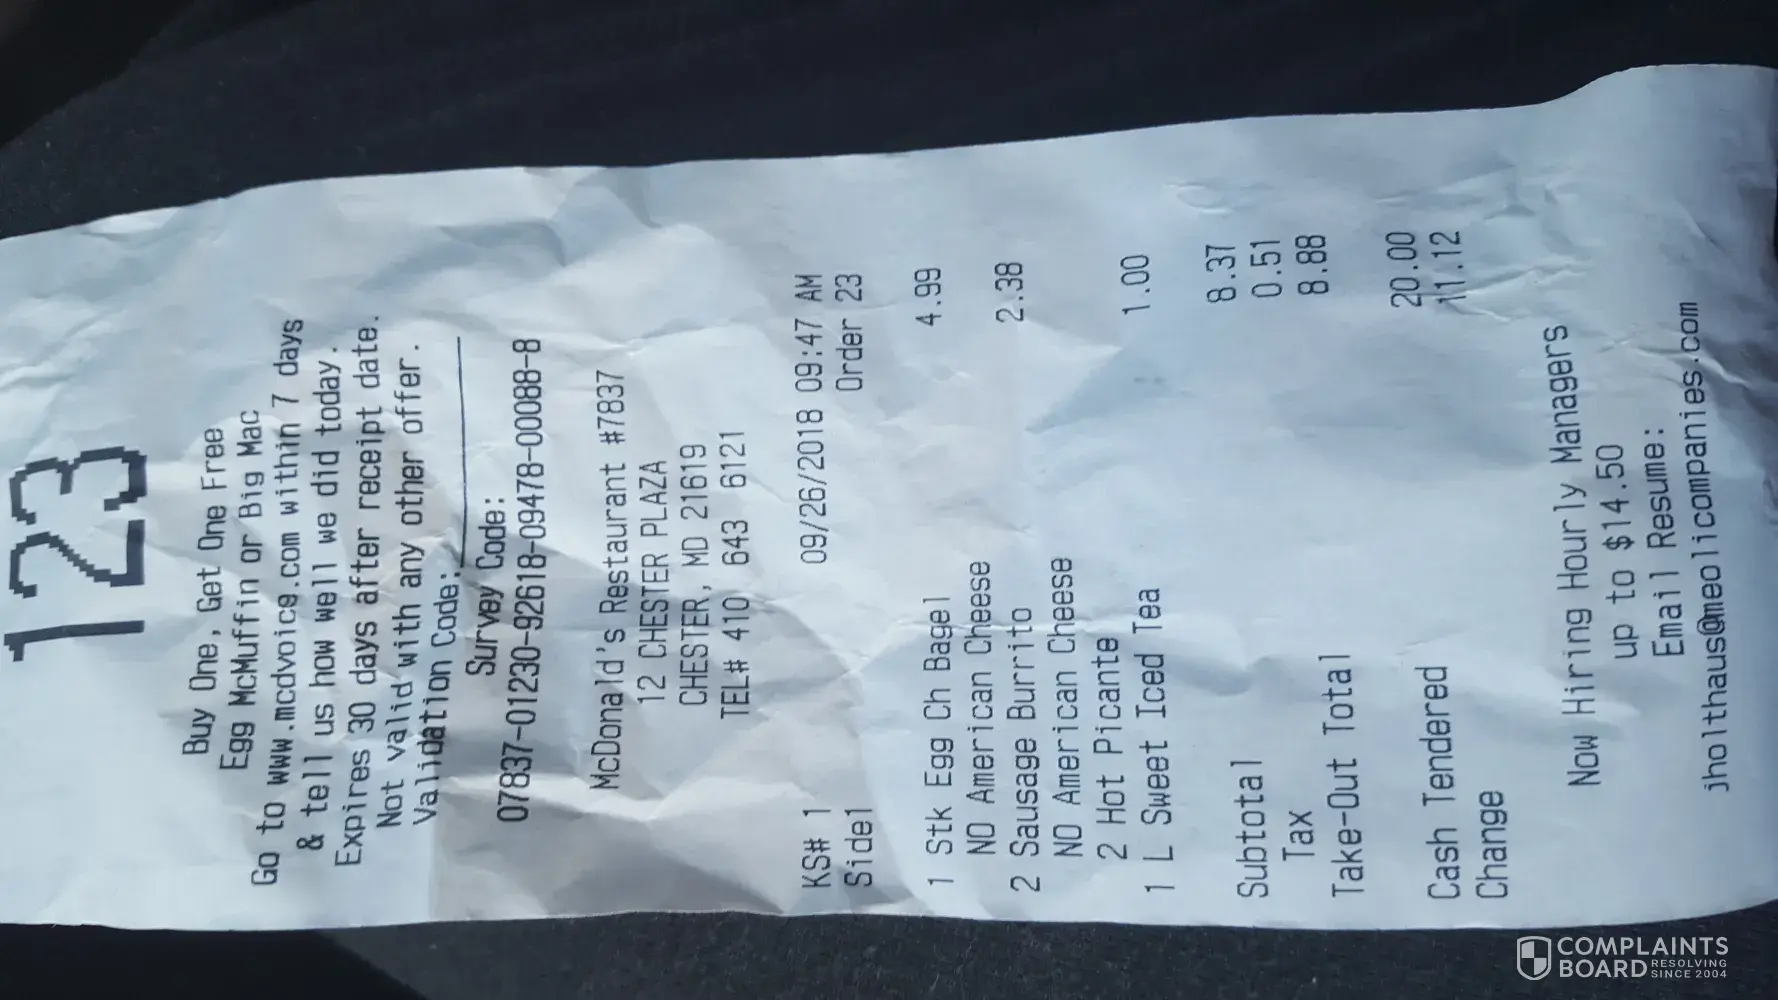 123
Buy One, Get One Free
Egg McMuffin or Big Mac
Go to www.mcdvoice.com within 7 days
& tell us how well we did today.
Expires 30 days after receipt date.
Not valid with any other offer.
Validation Code:
Survey Code:
07837-01230-92618-09478-00088-8
McDonald's Restaurant #7837
12 CHESTER PLAZA
CHESTER, MD 21619
TEL# 410 643 6121
KS# 1 09/26/2018 09:47 AM
Side1 Order 23
1 Stk Egg Ch Bagel 4.99
NO American Cheese
2 Sausage Burrito 2.38
NO American Cheese
2 Hot Picante
1 L Sweet Iced Tea 1.00
Subtotal 8.37
Tax 0.51
Take-Out Total 8.88
Cash Tendered 20.00
Change 11.12
Now Hiring Hourly Managers
up to $14.50
Email Resume:
jholthaus@meolicompanies.com
COMPLAINTS
BOARD RESOLVING
SINCE 2004